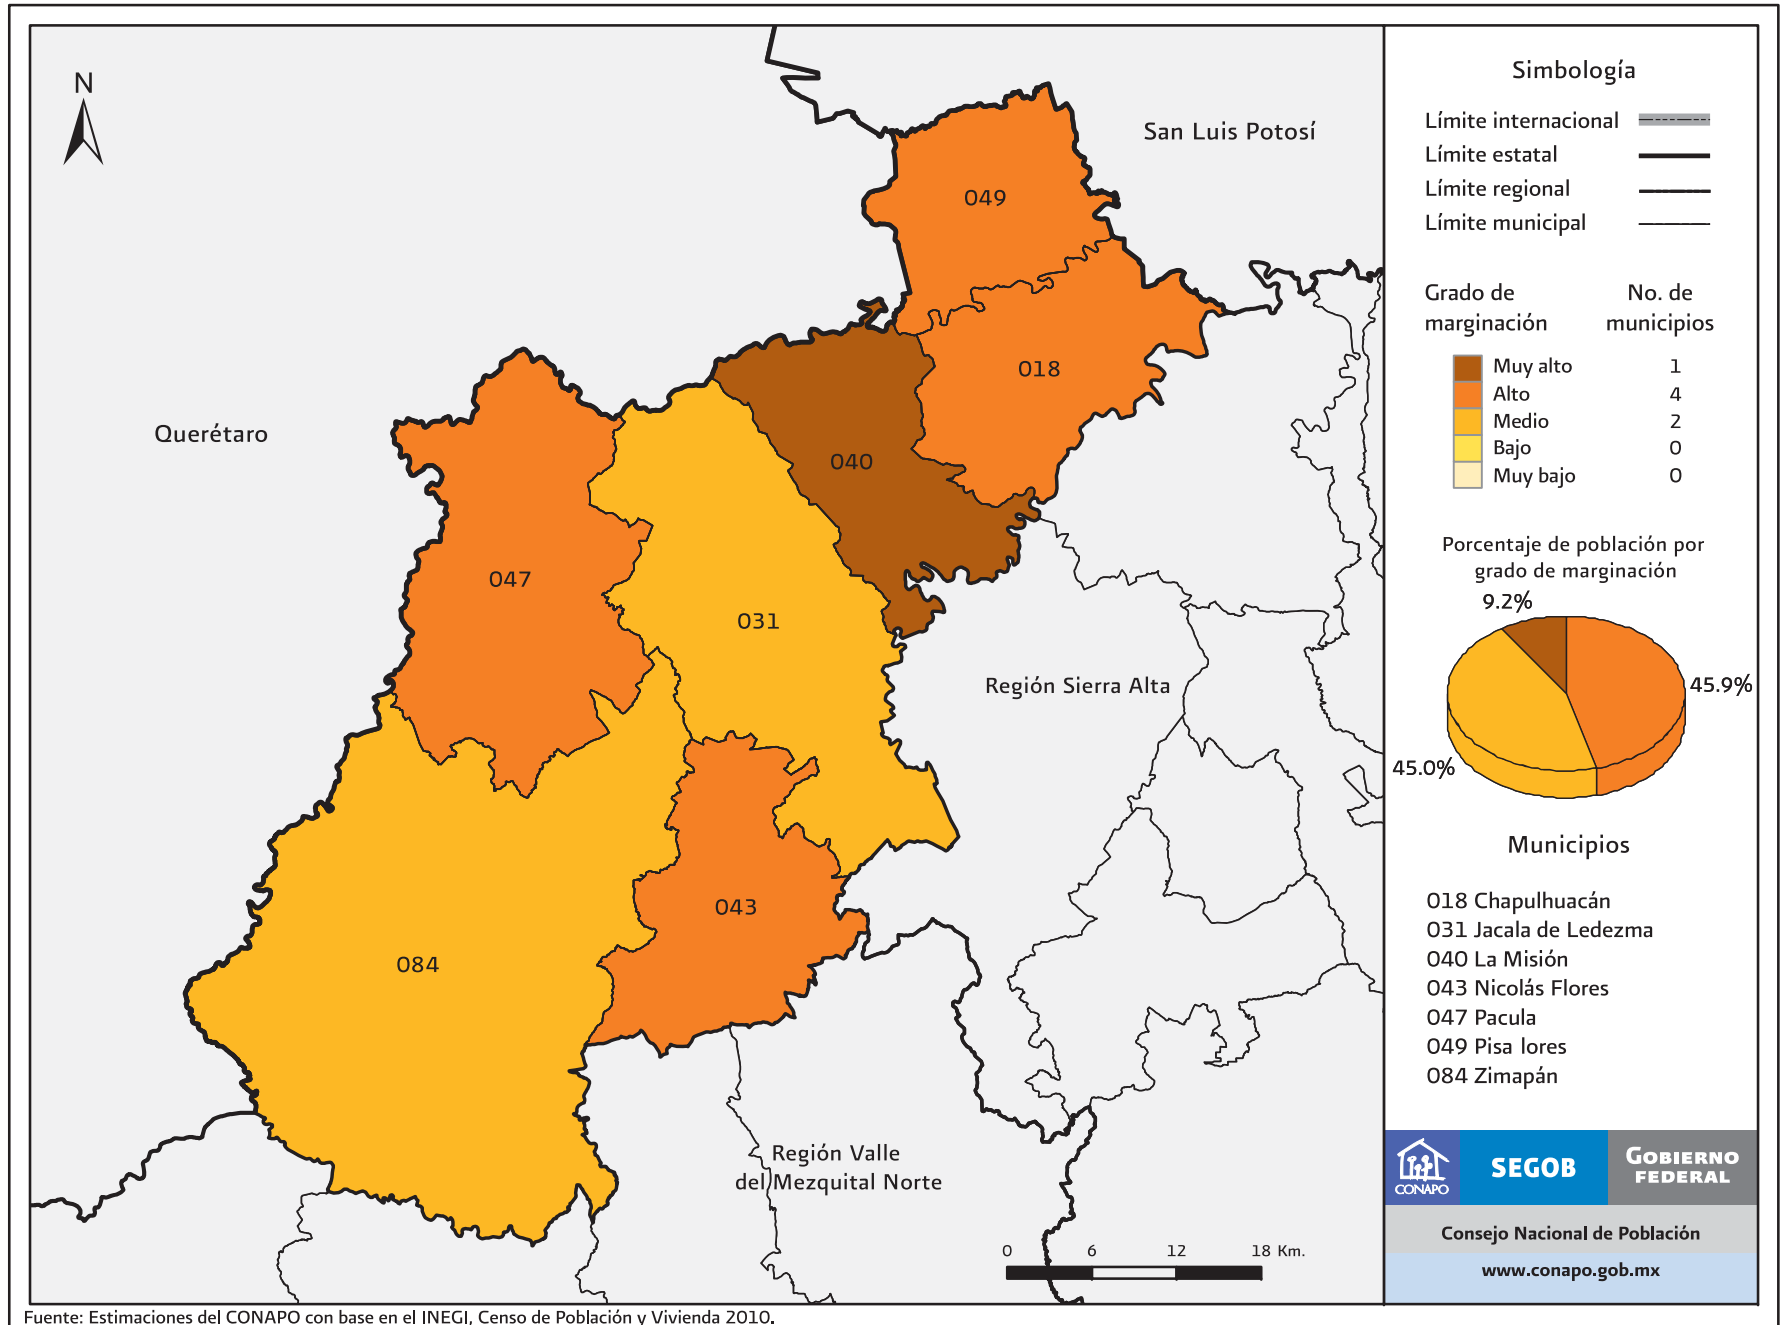 N
San Luis Potosí
Querétaro
049
018
040
047
031
043
084
Región Sierra Alta
Región Valle
del Mezquital Norte
0 6 12 18 Km.
Simbología
Límite internacional
Límite estatal
Límite regional
Límite municipal
Grado de marginación
No. de municipios
Muy alto 1
Alto 4
Medio 2
Bajo 0
Muy bajo 0
Porcentaje de población por
grado de marginación
9.2%
45.9%
45.0%
Municipios
018 Chapulhuacán
031 Jacala de Ledezma
040 La Misión
043 Nicolás Flores
047 Pacula
049 Pisa lores
084 Zimapán
CONAPO
SEGOB
GOBIERNO
FEDERAL
Consejo Nacional de Población
www.conapo.gob.mx
Fuente: Estimaciones del CONAPO con base en el INEGI, Censo de Población y Vivienda 2010.